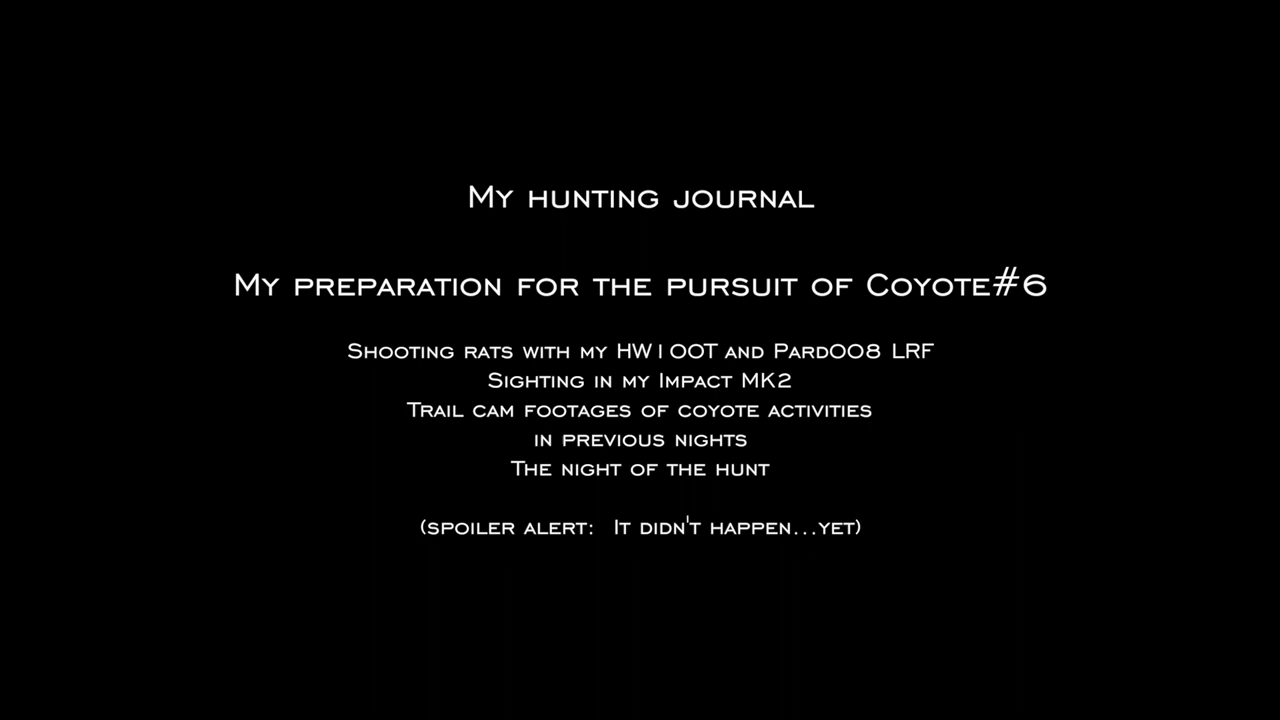 My hunting journal
My preparation for the pursuit of Coyote#6
Shooting rats with my HW100T and Pard008 LRF
Sighting in my Impact MK2
Trail cam footages of coyote activities
in previous nights
The night of the hunt
(spoiler alert: It didn't happen...yet)